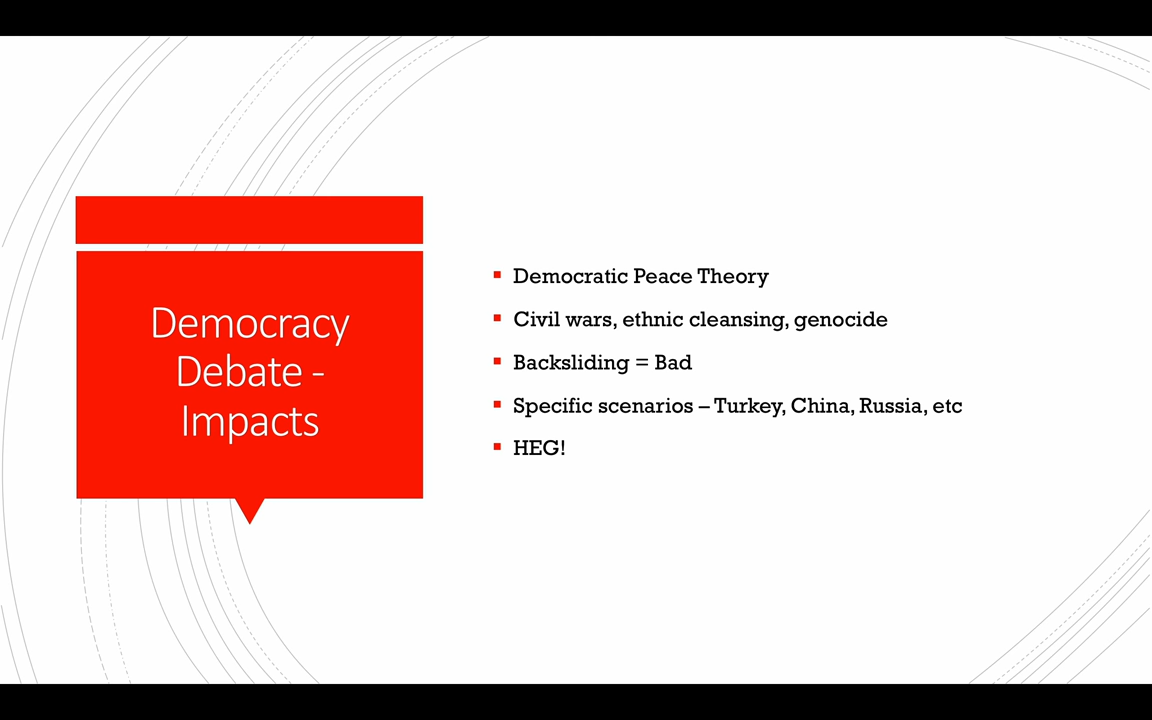 Democracy
Debate -
Impacts
Democratic Peace Theory
Civil wars, ethnic cleansing, genocide
Backsliding = Bad
Specific scenarios – Turkey, China, Russia, etc
HEG!